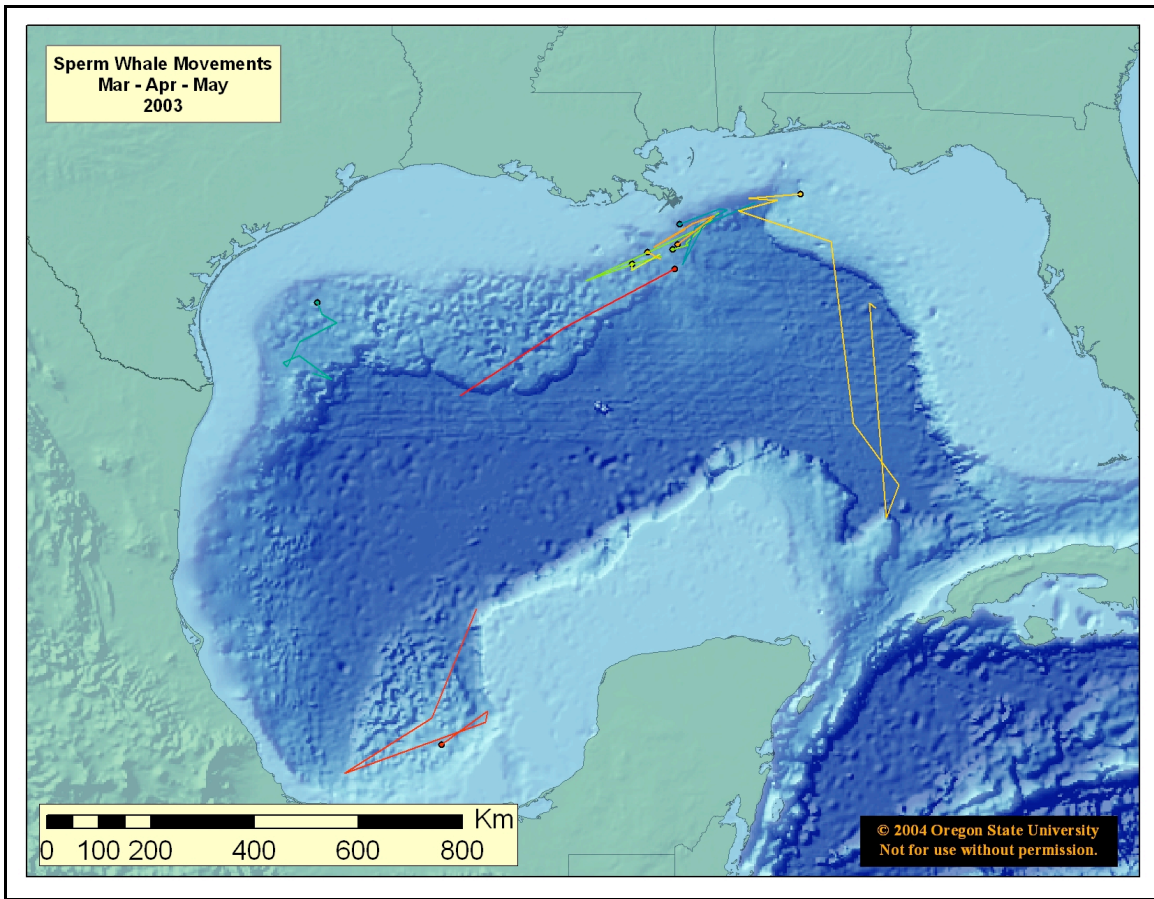 Sperm Whale Movements
Mar - Apr - May
2003
Km
0 100 200 400 600 800
© 2004 Oregon State University
Not for use without permission.